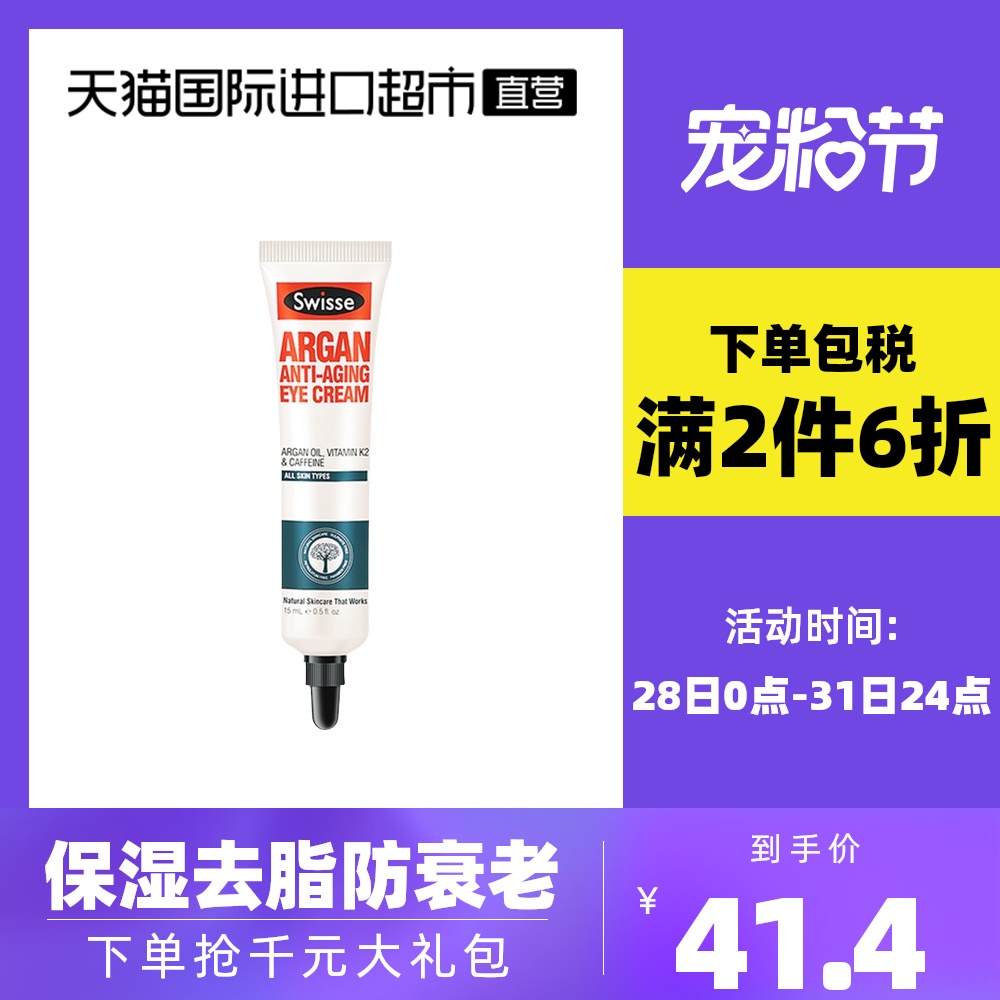 天猫国际进口超市 直营
宠粉节
Swisse
ARGAN
ANTI-AGING
EYE CREAM
ARGAN OIL, VITAMIN K2
& CAFFEINE
ALL SKIN TYPES
Natural Skincare That Works
15 mL e 0.5 fl. oz.
下单包税
满2件6折
活动时间:
28日0点-31日24点
保湿去脂防衰老
下单抢千元大礼包
到手价
¥
41.4